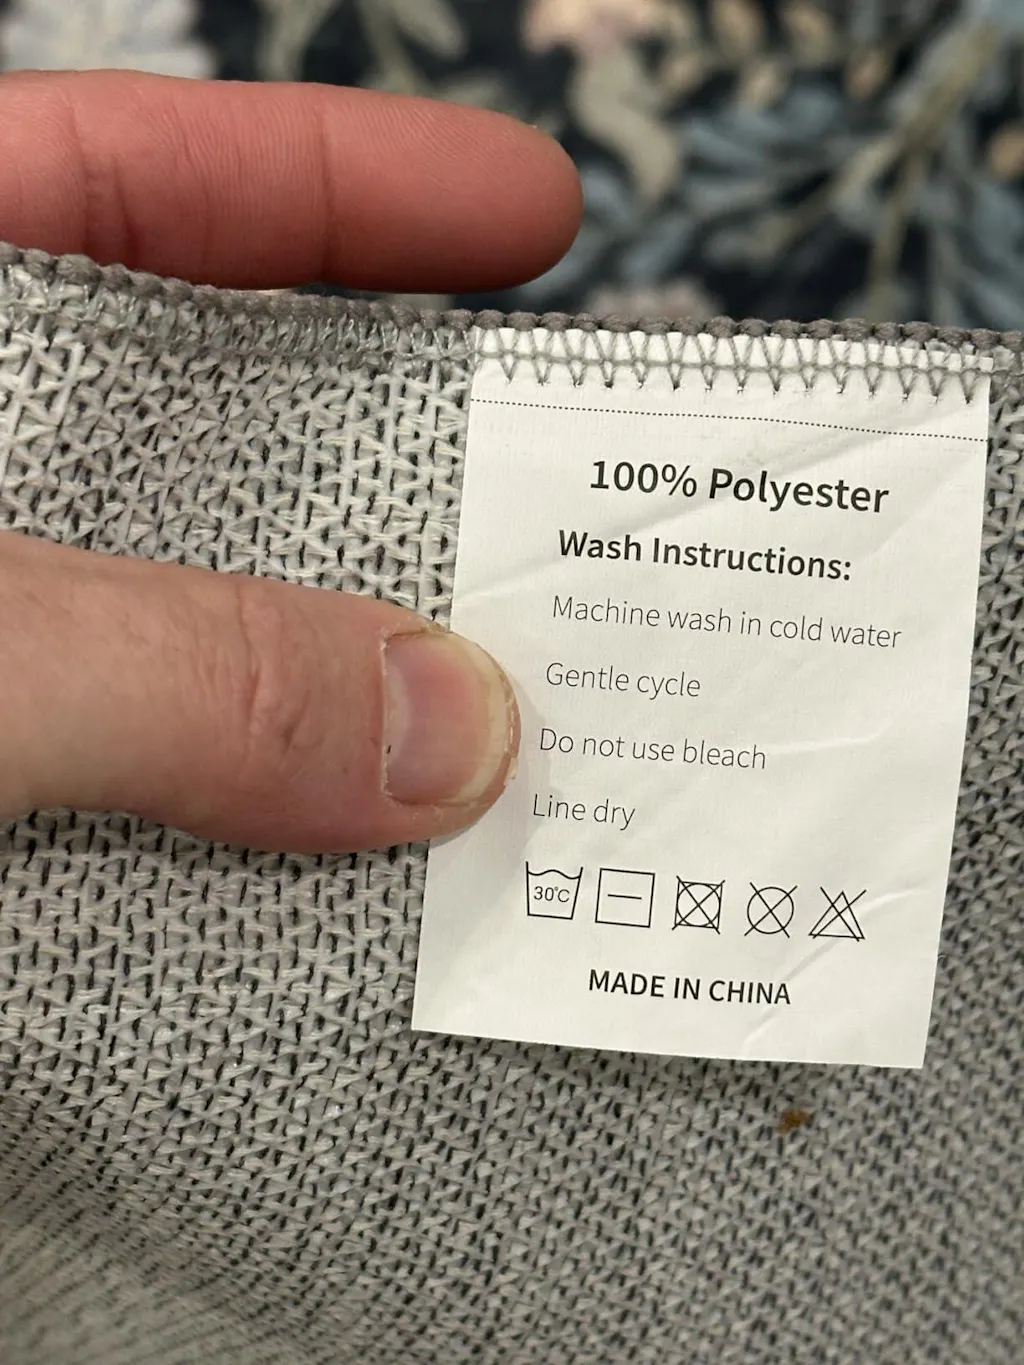 100% Polyester
Wash Instructions:
Machine wash in cold water
Gentle cycle
Do not use bleach
Line dry
30°C
MADE IN CHINA